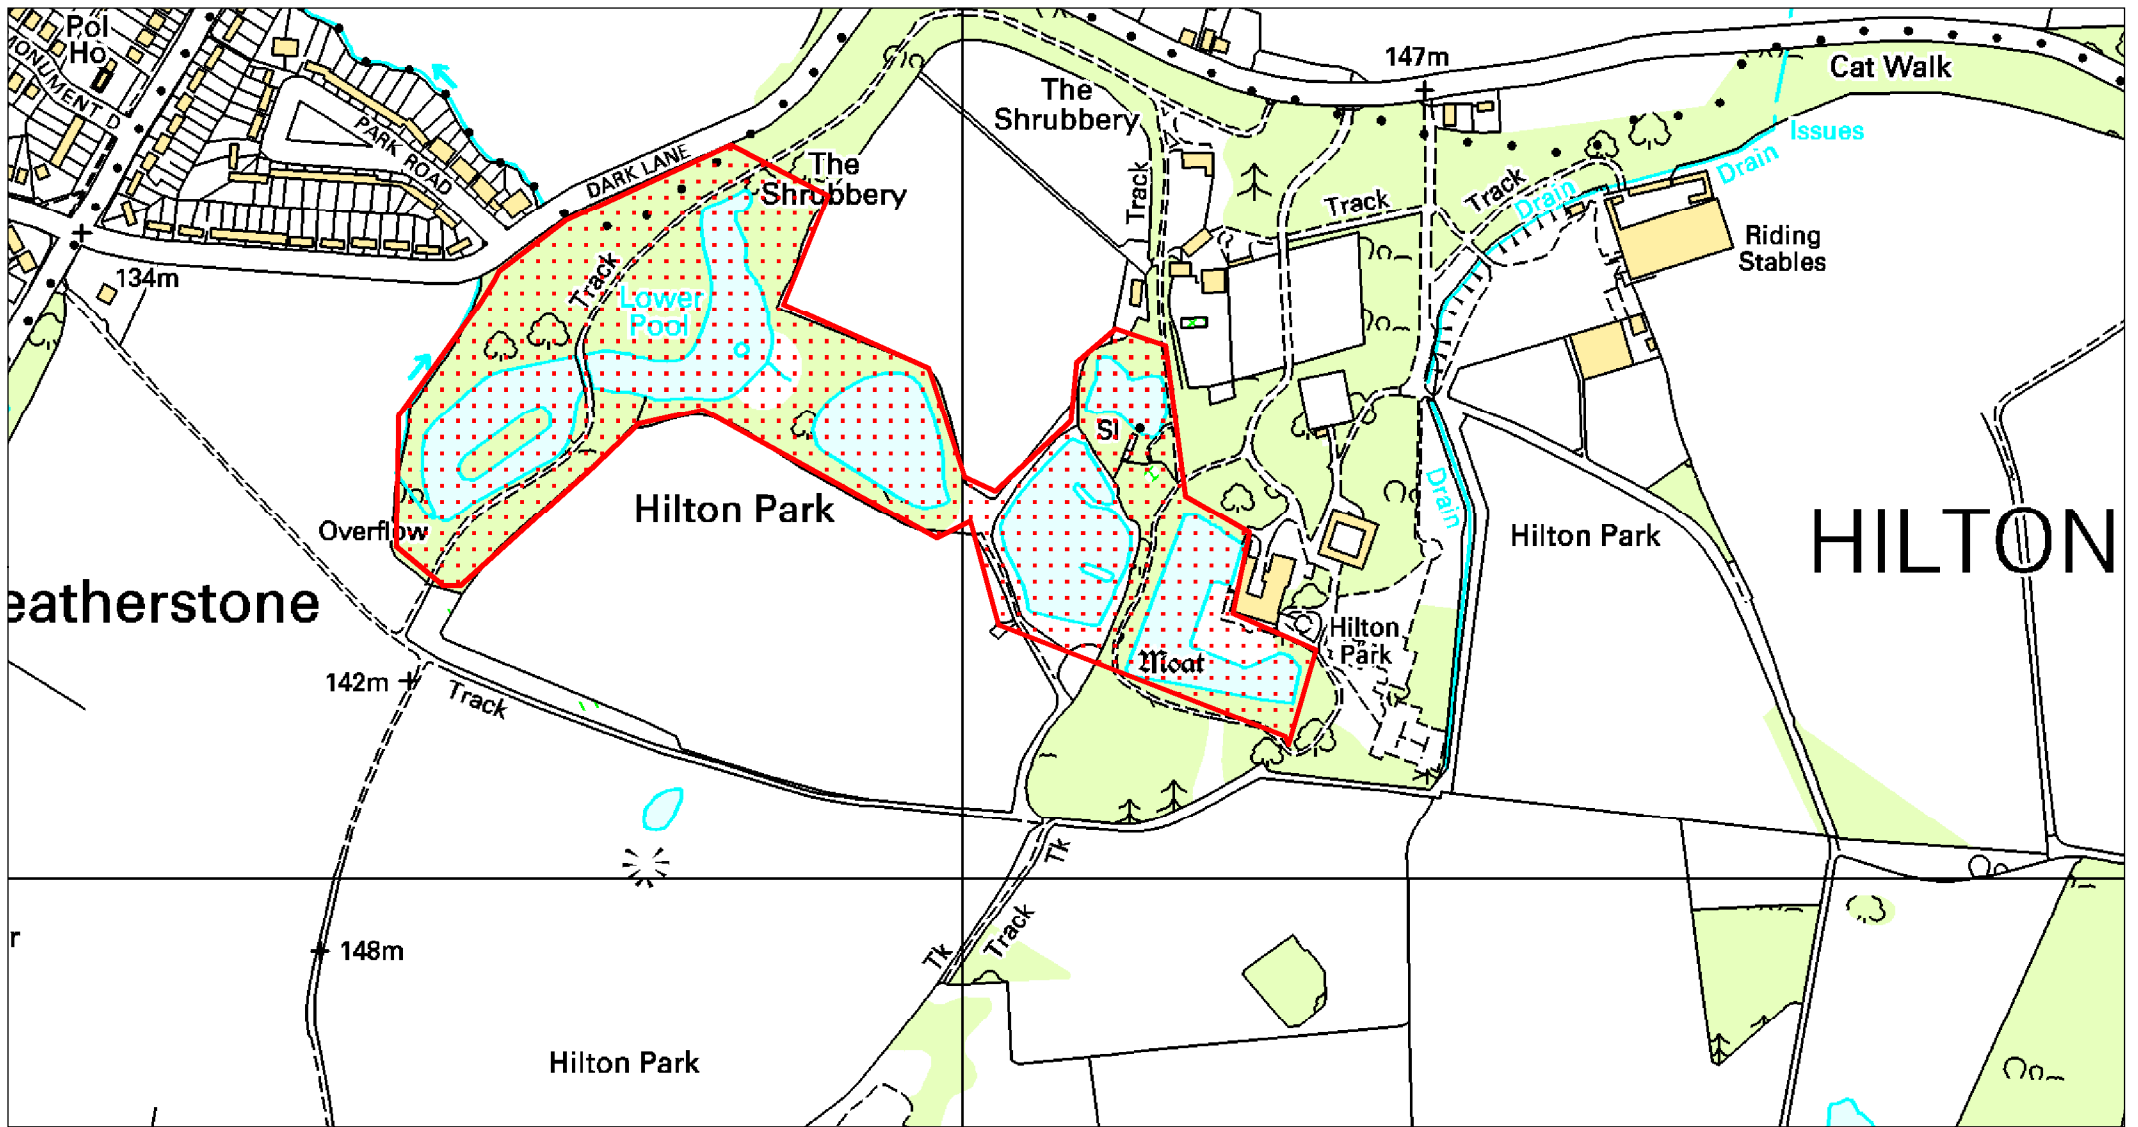 Pol
Ho
MONUMENT D
PARK ROAD
DARK LANE
134m
The
Shrubbery
Track
Lower
Pool
Overflow
eatherstone
142m
Track
148m
r
Hilton Park
Hilton Park
The
Shrubbery
Track
147m
Cat Walk
Issues
Drain
Drain
Track
Track
Riding
Stables
Sl
Drain
Hilton Park
HILTON
Hilton
Park
Moat
Tk
Tk
Track